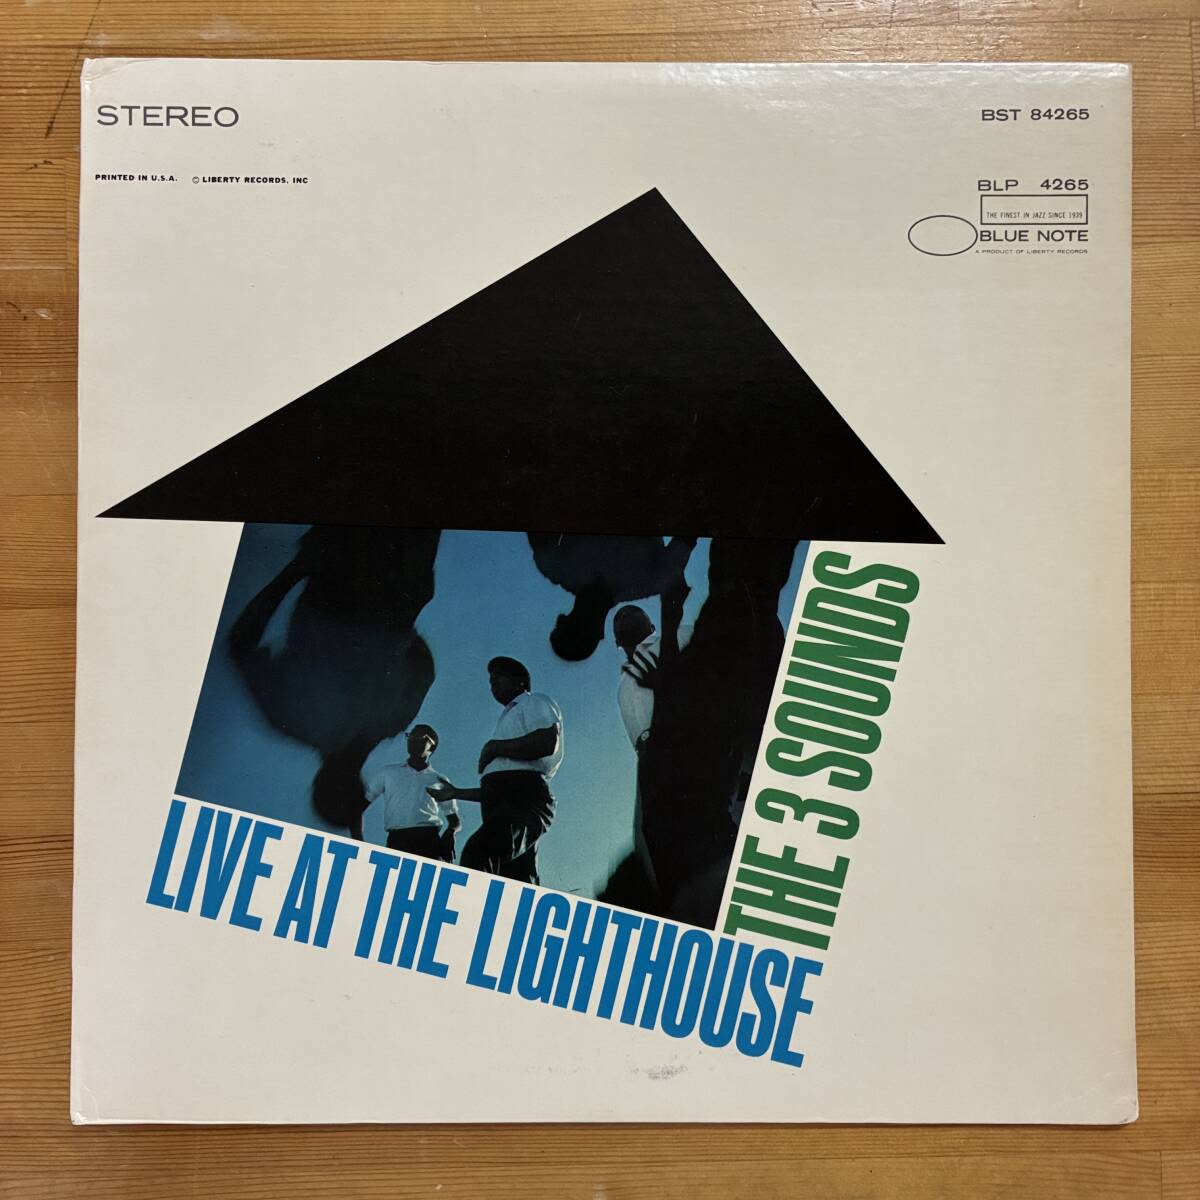 STEREO
BST 84265
PRINTED IN U.S.A. © LIBERTY RECORDS, INC
BLP 4265
THE FINEST IN JAZZ SINCE 1939
BLUE NOTE
A PRODUCT OF LIBERTY RECORDS
THE 3 SOUNDS
LIVE AT THE LIGHTHOUSE